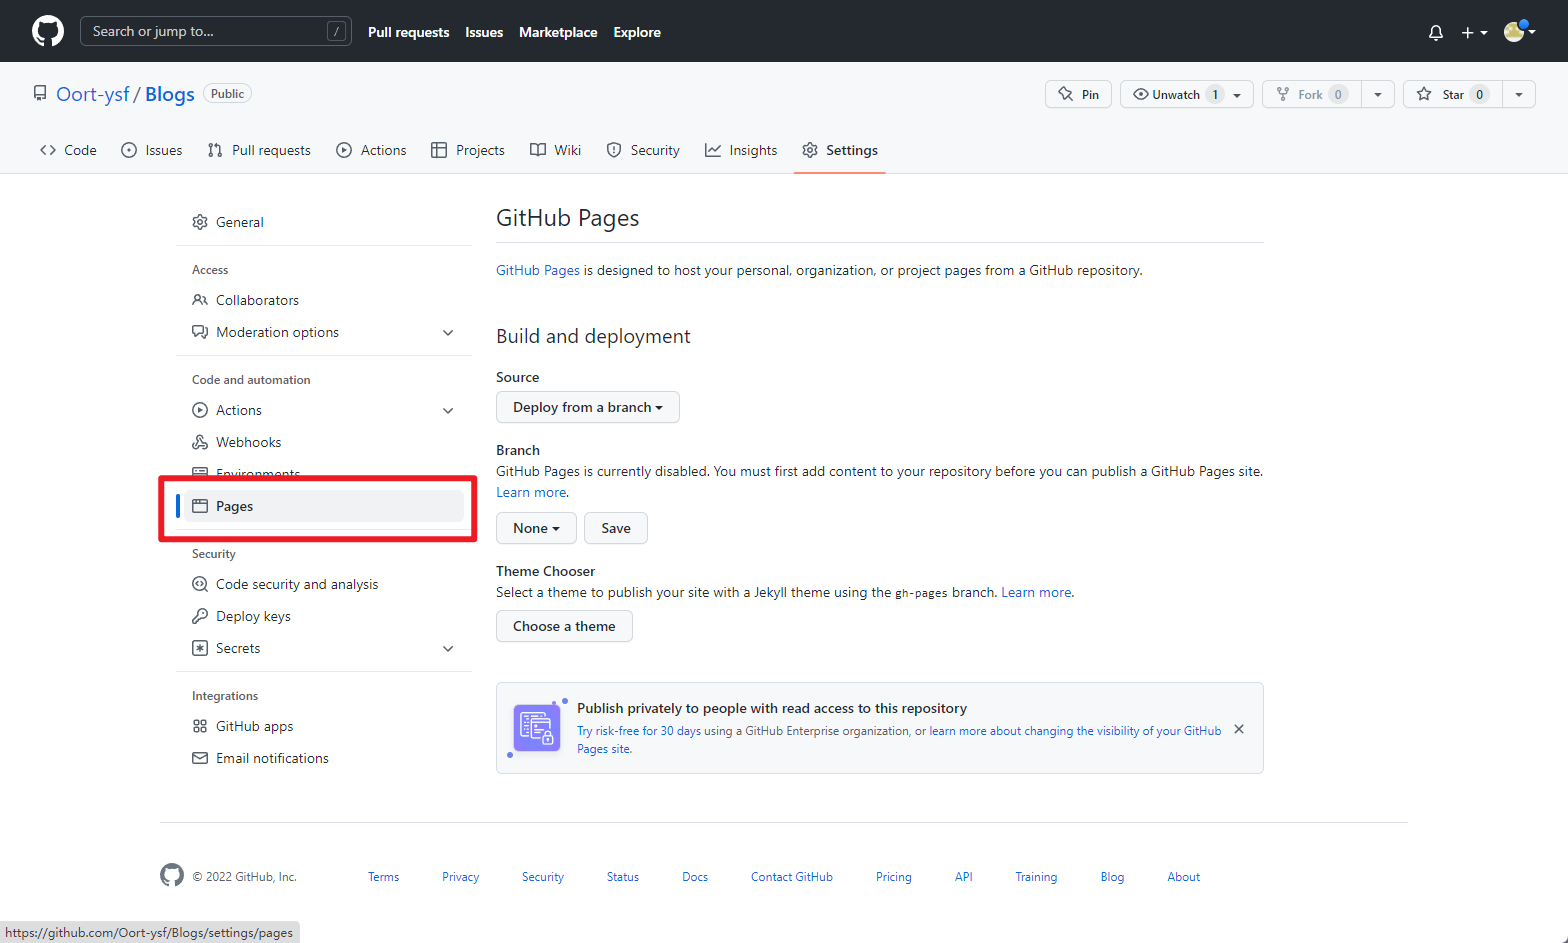 Search or jump to... /
Pull requests Issues Marketplace Explore
Oort-ysf / Blogs Public
Pin Unwatch 1 Fork 0 Star 0
Code Issues Pull requests Actions Projects Wiki Security Insights Settings
General
Access
Collaborators
Moderation options
Code and automation
Actions
Webhooks
Environments
Pages
Security
Code security and analysis
Deploy keys
Secrets
Integrations
GitHub apps
Email notifications
GitHub Pages
GitHub Pages is designed to host your personal, organization, or project pages from a GitHub repository.
Build and deployment
Source
Deploy from a branch
Branch
GitHub Pages is currently disabled. You must first add content to your repository before you can publish a GitHub Pages site.
Learn more.
None Save
Theme Chooser
Select a theme to publish your site with a Jekyll theme using the gh-pages branch. Learn more.
Choose a theme
Publish privately to people with read access to this repository
Try risk-free for 30 days using a GitHub Enterprise organization, or learn more about changing the visibility of your GitHub
Pages site.
© 2022 GitHub, Inc. Terms Privacy Security Status Docs Contact GitHub Pricing API Training Blog About
https://github.com/Oort-ysf/Blogs/settings/pages